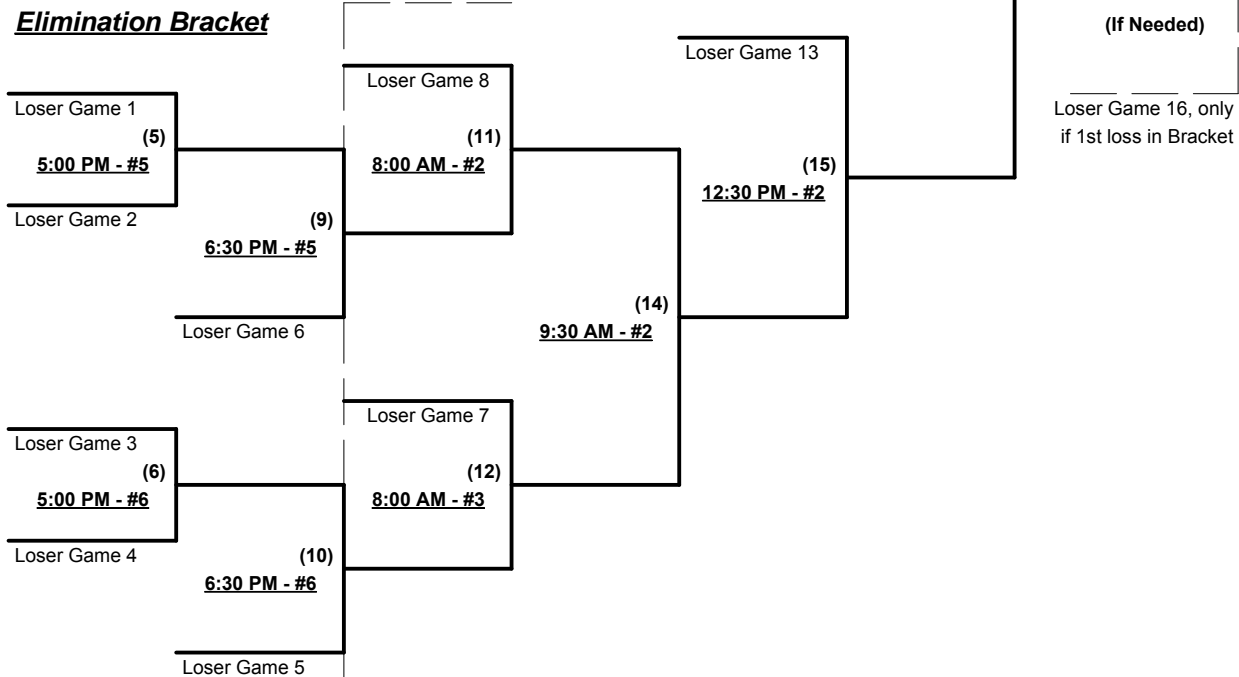 Elimination Bracket
(If Needed)
Loser Game 13
Loser Game 8
Loser Game 1
Loser Game 16, only
if 1st loss in Bracket
(5)
5:00 PM - #5
(11)
8:00 AM - #2
(15)
12:30 PM - #2
Loser Game 2
(9)
6:30 PM - #5
(14)
9:30 AM - #2
Loser Game 6
Loser Game 7
Loser Game 3
(6)
5:00 PM - #6
(12)
8:00 AM - #3
Loser Game 4
(10)
6:30 PM - #6
Loser Game 5